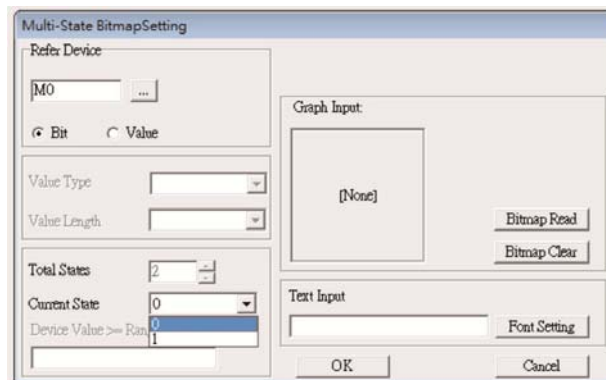 Multi-State BitmapSetting
Refer Device
M0
...
Bit
Value
Value Type
Value Length
Total States
2
Current State
0
Device Value >= Ran
0
1
Graph Input:
[None]
Bitmap Read
Bitmap Clear
Text Input
Font Setting
OK
Cancel